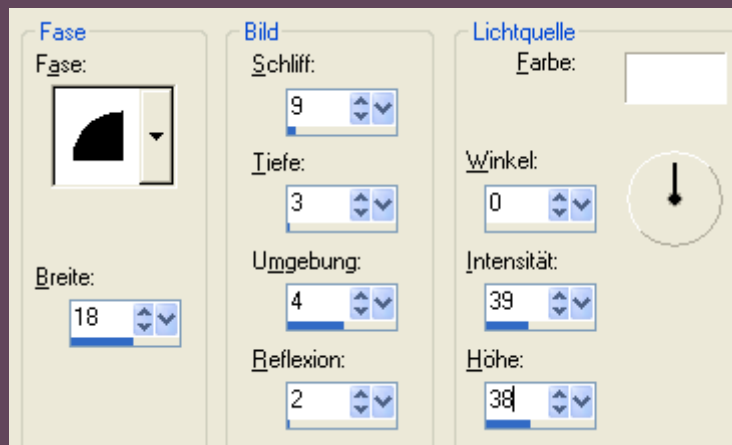 Fase
Fase:
Breite:
18
Bild
Schliff:
9
Tiefe:
3
Umgebung:
4
Reflexion:
2
Lichtquelle
Farbe:
Winkel:
0
Intensität:
39
Höhe:
38